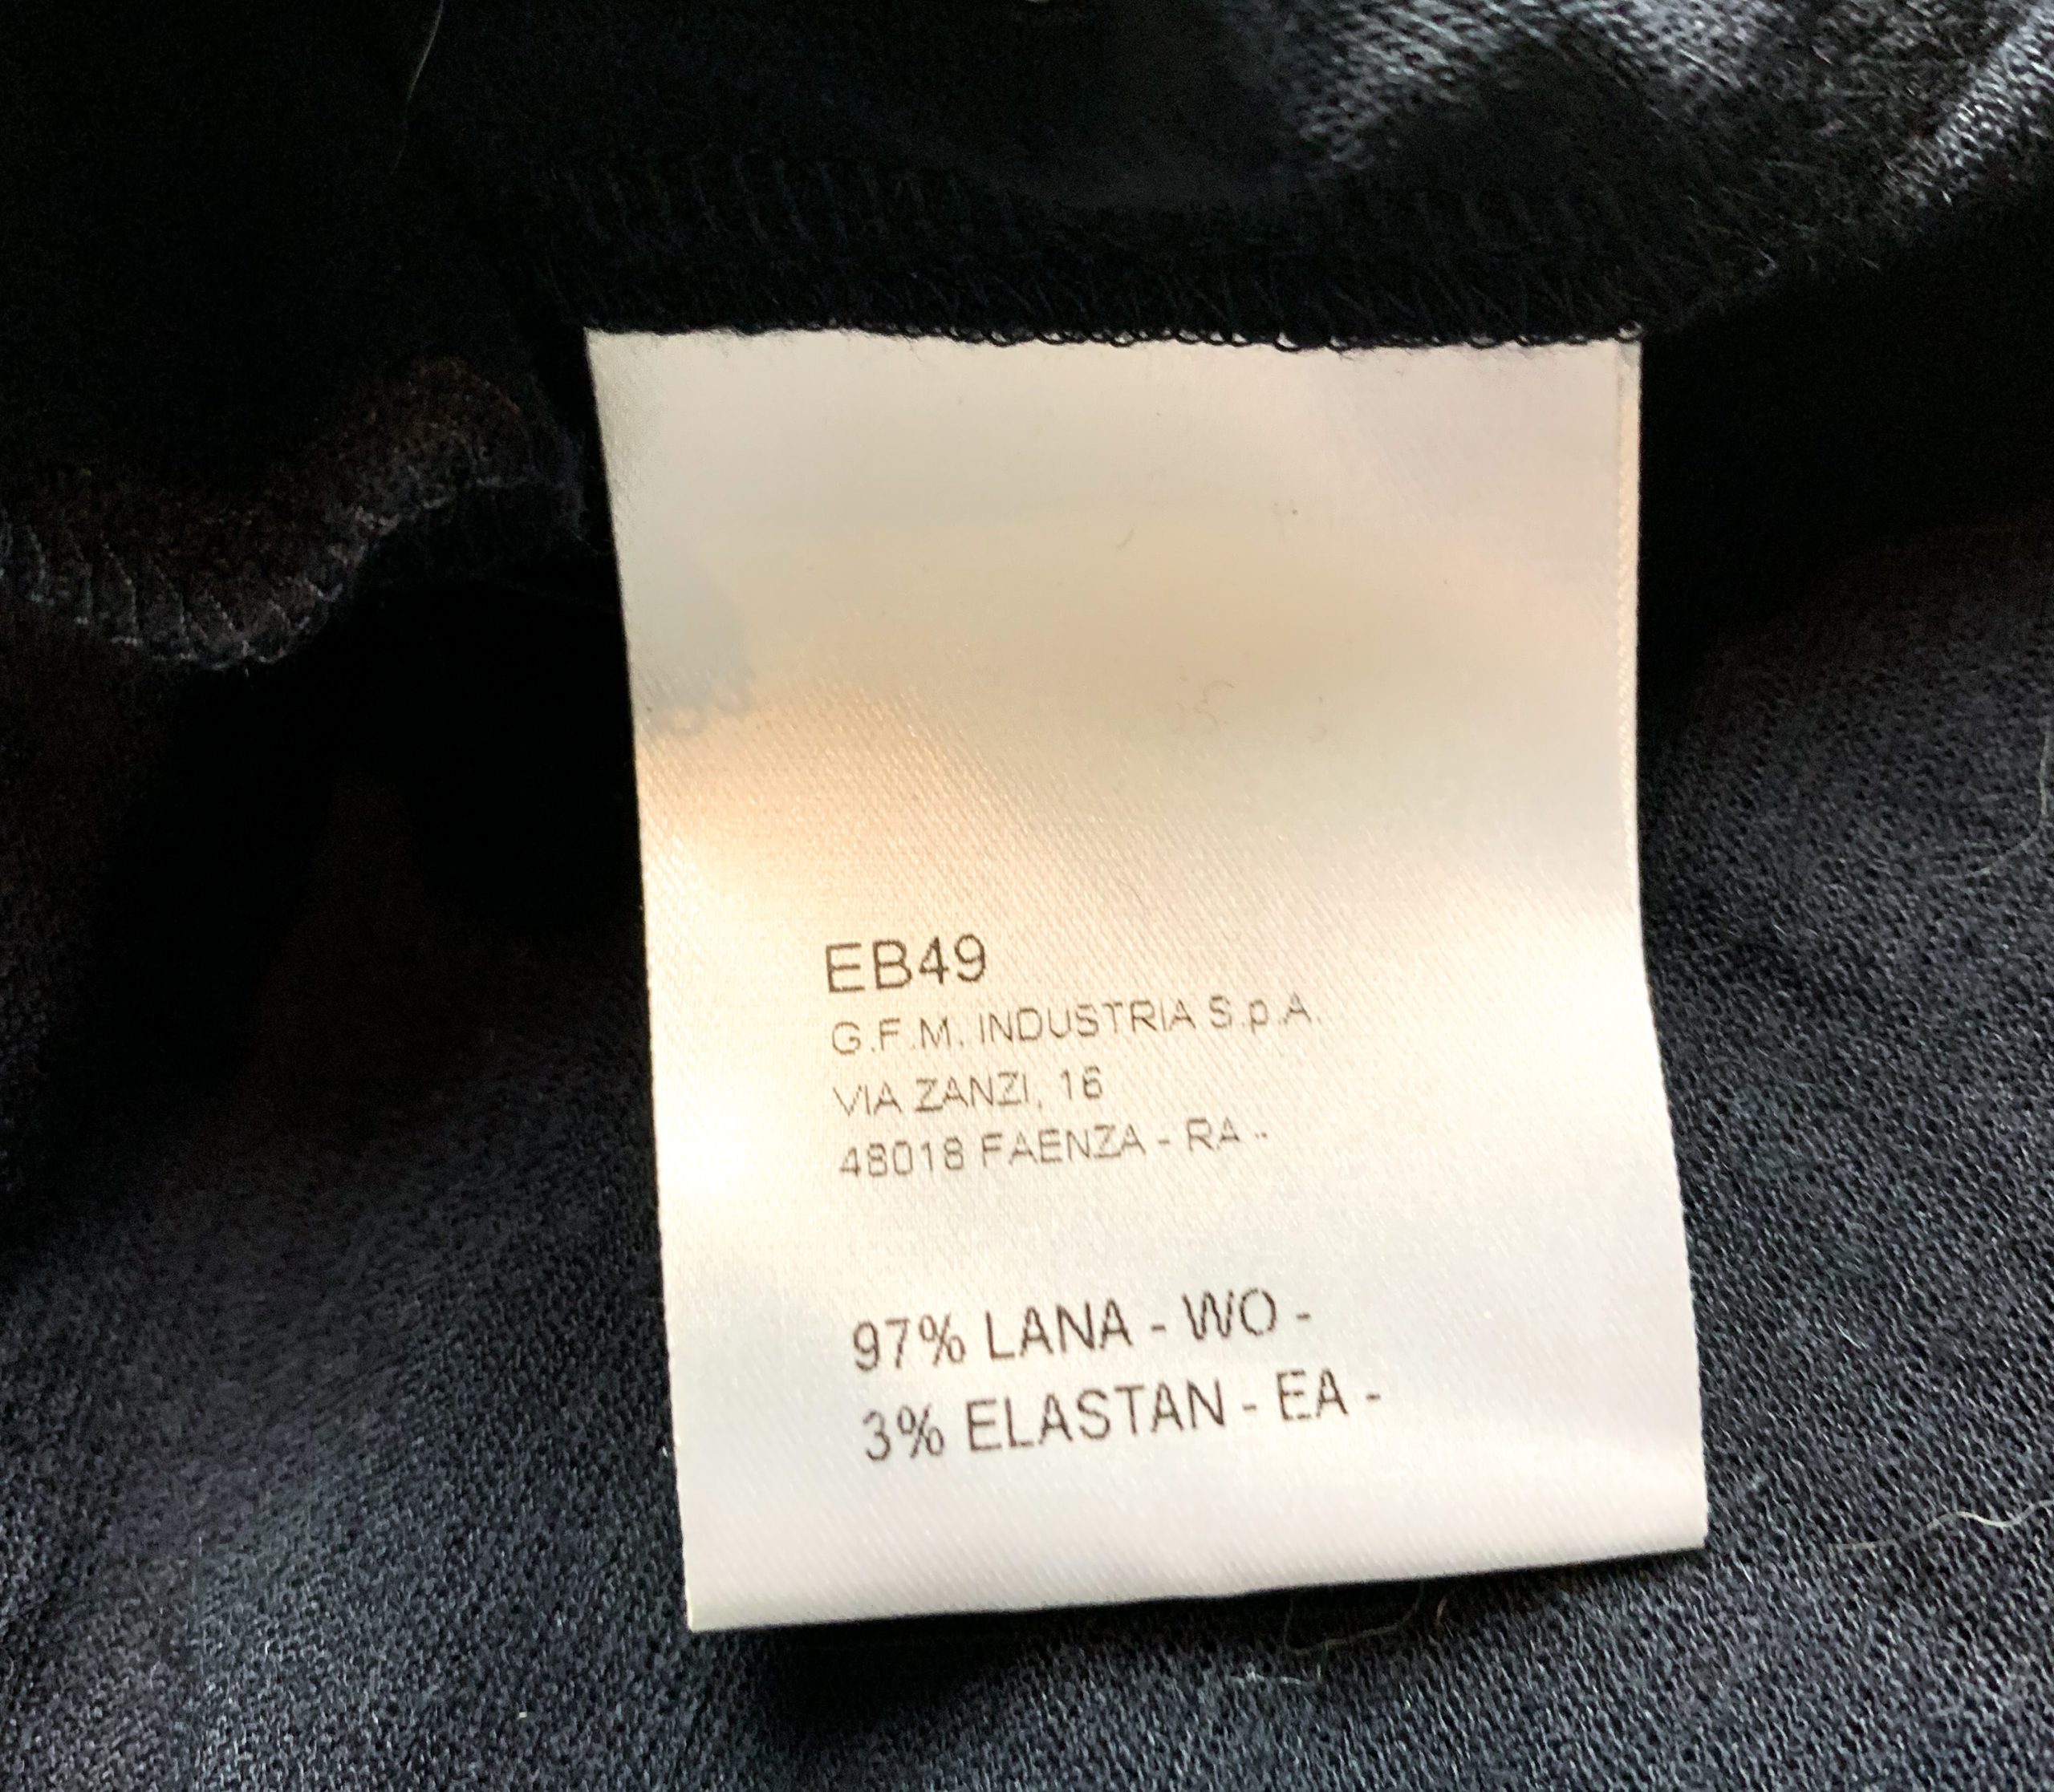 EB49
G.F.M. INDUSTRIA S.p.A.
VIA ZANZI, 16
48018 FAENZA - RA -
97% LANA - WO -
3% ELASTAN - EA -